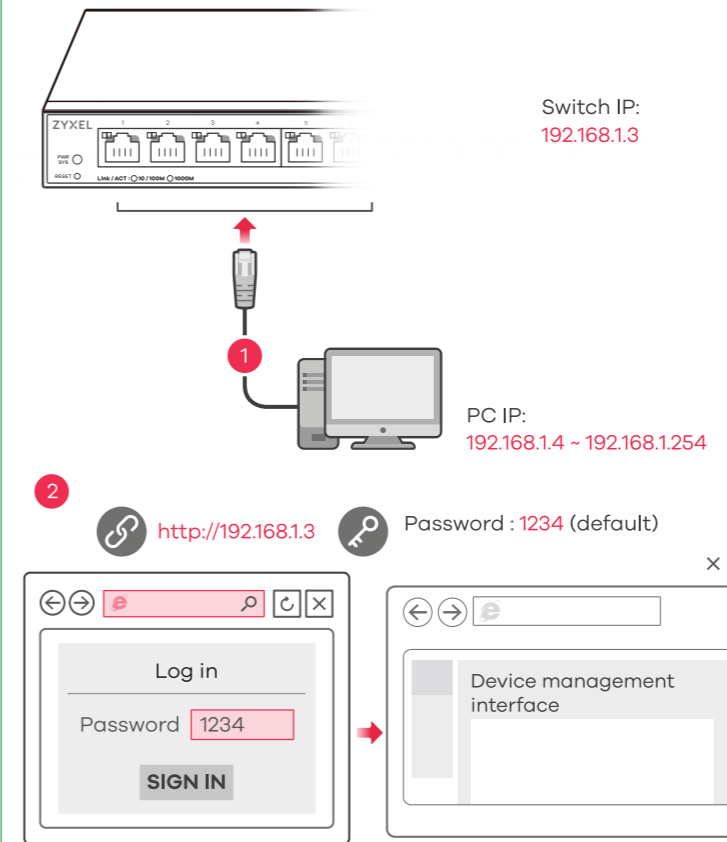 Switch IP:
192.168.1.3
ZYXEL
1 2 3 4 5
PWR
SYS
RESET
Link / ACT : 10 / 100M 1000M
1
PC IP:
192.168.1.4 ~ 192.168.1.254
2
http://192.168.1.3
Password : 1234 (default)
Log in
Password 1234
SIGN IN
Device management
interface